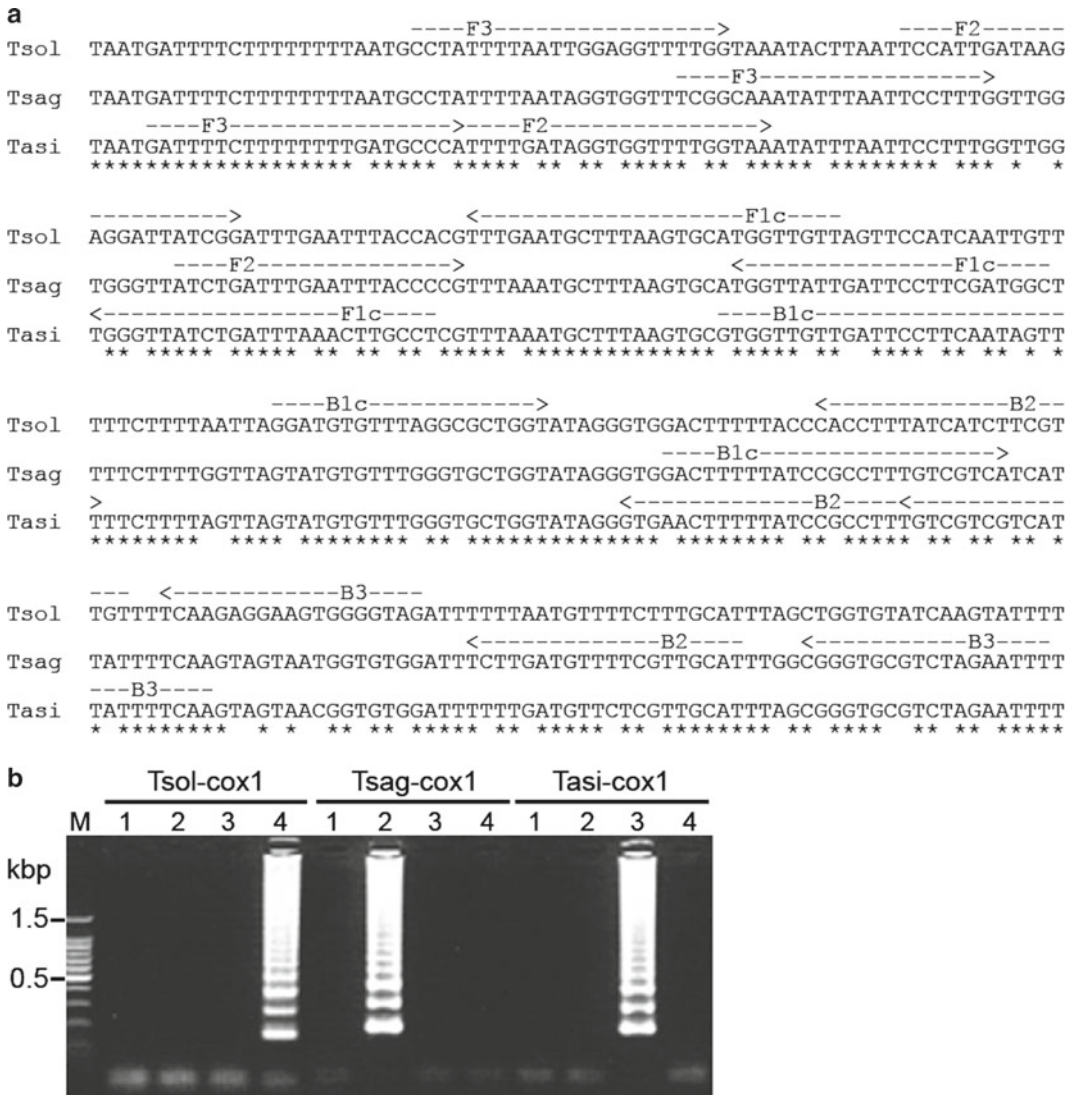 a
----F3--------------------> ----F2------
Tsol TAATGATTTTCTTTTTTTTTAATGCCTATTTTAATTGGAGGTTTTGGTAAATACTTAATTCCATTGATAAG
----F3---------------->
Tsag TAATGATTTTCTTTTTTTTTAATGCCTATTTTAATAGGTGGTTTCGGCAAATATTTAATTCCTTTGGTTGG
----F3---------------->----F2--------------->
Tasi TAATGATTTTCTTTTTTTTTGATGCCCATTTTGATAGGTGGTTTTGGTAAATATTTAATTCCTTTGGTTGG
******************** ***** ***** ** ** ***** ** ***** ******** *** * *
----------> <-------------------F1c----
Tsol AGGATTATCGGATTTGAATTTACCACGTTTGAATGCTTTAAGTGCATGGTTGTTAGTTCCATCAATTGTT
----F2---------------> <---------------F1c----
Tsag TGGGTTATCTGATTTGAATTTACCCCGTTTAAATGCTTTAAGTGCATGGTTATTGATTCCTTCGATGGCT
<-----------------F1c----- ----B1c-----------------
Tasi TGGGTTATCTGATTTAAACTTGCCTCGTTTAAATGCTTTAAGTGCGTGGTTGTTGATTCCTTCAATAGTT
** ***** ***** ** ** ** ***** ************** ***** ** **** ** ** * *
----B1c------------> <-------------B2--
Tsol TTTCTTTTAATTAGGATGTGTTTAGGCGCTGGTATAGGGTGGACTTTTTACCCACCTTTATCATCTTCGT
----B1c----------------->
Tsag TTTCTTTTGGTTAGTATGTGTTTGGGTGCTGGTATAGGGTGGACTTTTTATCCGCCTTTGTCGTCATCAT
> <-------------B2----<-----------
Tasi TTTCTTTTAGTTAGTATGTGTTTGGGTGCTGGTATAGGGTGAACTTTTTATCCGCCTTTGTCGTCGTCAT
******** **** ******** ** ************** ******** ** ***** ** ** ** *
--- <------------B3----
Tsol TGTTTTCAAGAGGAAGTGGGGTAGATTTTTTAATGTTTTCTTTGCATTTAGCTGGTGTATCAAGTATTTT
<-------------B2---- <-----------B3----
Tsag TATTTTCAAGTAGTAATGGTGTGGATTTCTTGATGTTTTCGTTGCATTTGGCGGGTGCGTCTAGAATTTT
---B3----
Tasi TATTTTCAAGTAGTAACGGTGTGGATTTTTTGATGTTCTCGTTGCATTTAGCGGGTGCGTCTAGAATTTT
* ******** * * ** ** ***** ** ***** ** ******** ** **** ** ** *****
b
Tsol-cox1 Tsag-cox1 Tasi-cox1
M 1 2 3 4 1 2 3 4 1 2 3 4
kbp
1.5
0.5